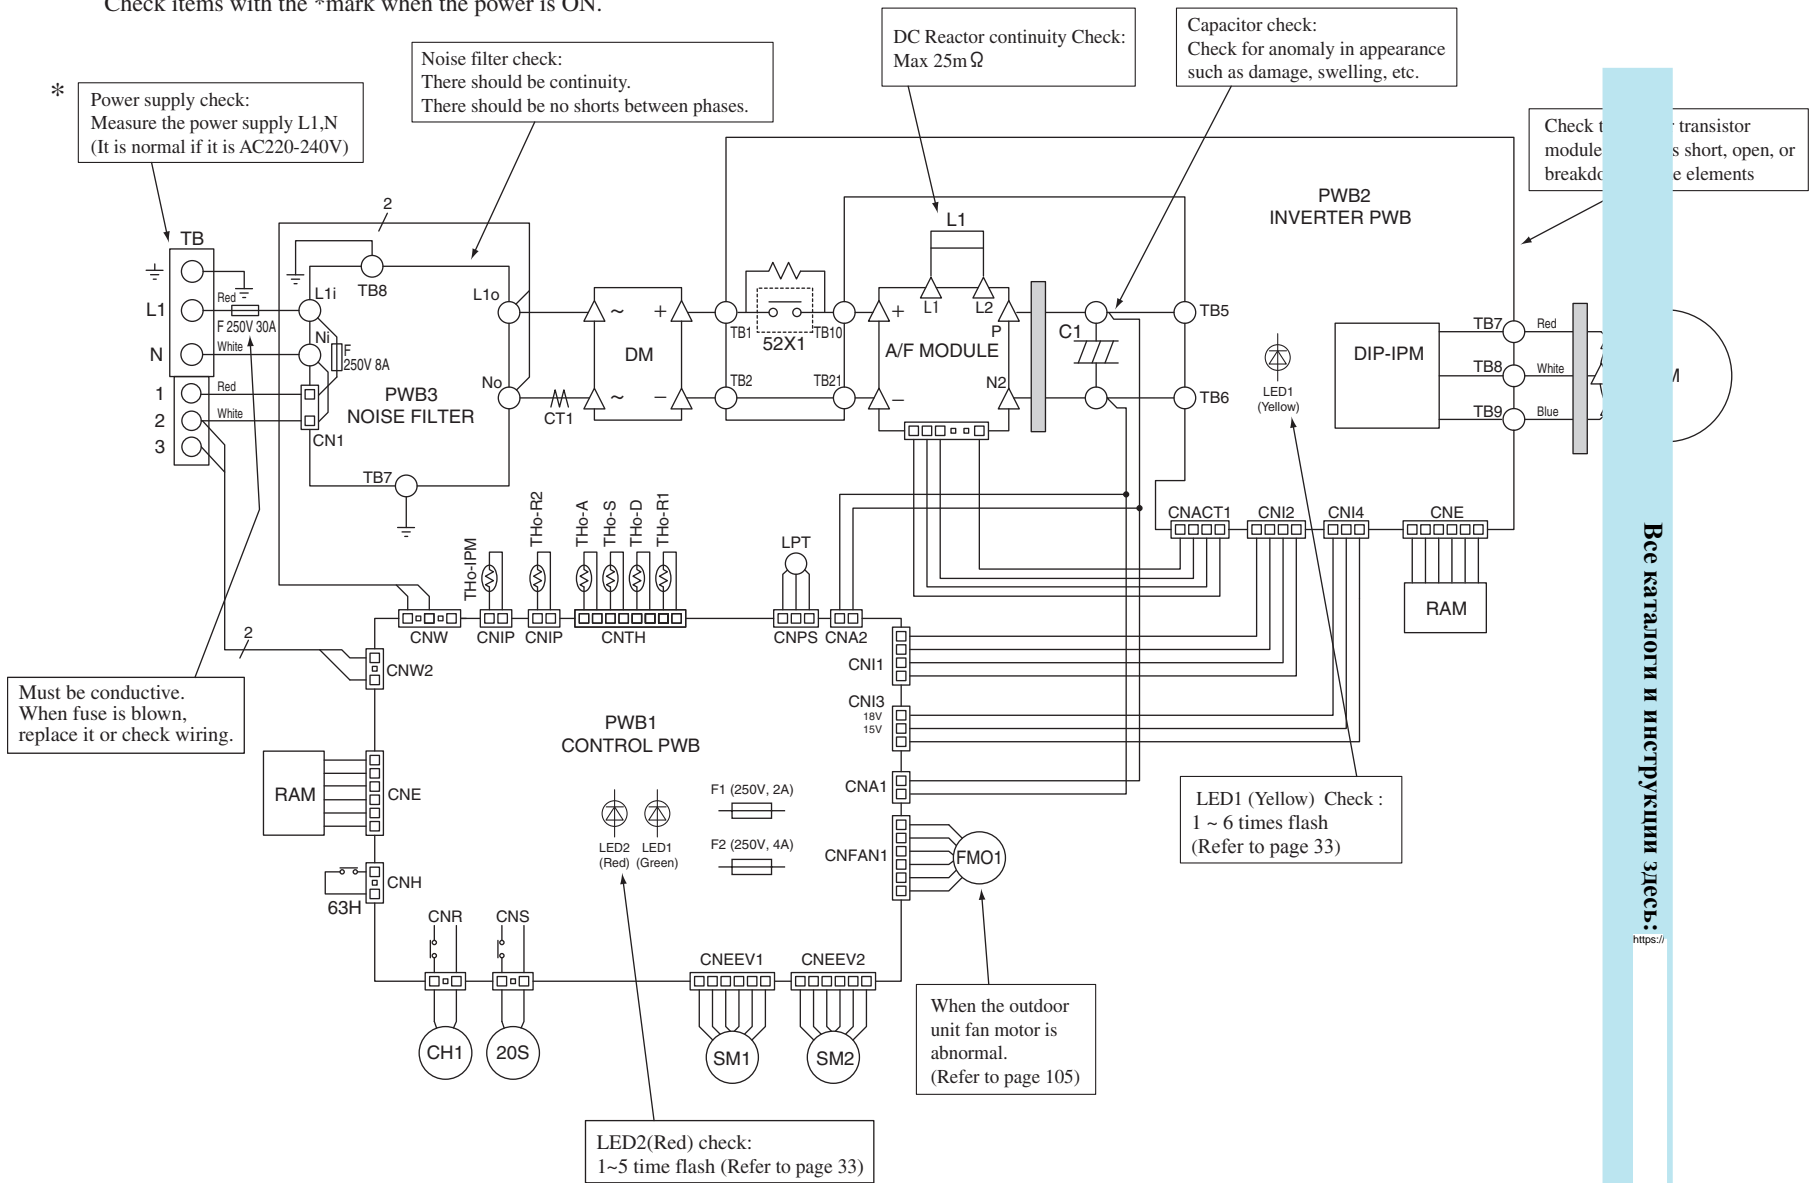 Check items with the *mark when the power is ON.
*
Power supply check:
Measure the power supply L1,N
(It is normal if it is AC220-240V)
Noise filter check:
There should be continuity.
There should be no shorts between phases.
DC Reactor continuity Check:
Max 25mΩ
Capacitor check:
Check for anomaly in appearance
such as damage, swelling, etc.
Check transistor
module short, open, or
elements
PWB2
INVERTER PWB
TB
L1
N
1
2
3
Red
F 250V 30A
White
Red
White
2
L1i
Ni
F
250V 8A
CN1
TB8
L1o
No
PWB3
NOISE FILTER
TB7
CT1
~
+
DM
~
−
TB1
52X1
TB10
TB2
TB21
L1
L1
L2
+
P
A/F MODULE
N2
−
C1
TB5
TB6
LED1
(Yellow)
DIP-IPM
TB7
Red
TB8
White
TB9
Blue
M
CNACT1
CNI2
CNI4
CNE
RAM
THo-IPM
THo-R2
THo-A
THo-S
THo-D
THo-R1
LPT
CNW
CNIP
CNIP
CNTH
CNPS
CNA2
2
CNW2
Must be conductive.
When fuse is blown,
replace it or check wiring.
PWB1
CONTROL PWB
CNI1
CNI3
18V
15V
CNA1
CNFAN1
FMO1
RAM
CNE
LED2
(Red)
LED1
(Green)
F1 (250V, 2A)
F2 (250V, 4A)
CNH
63H
CNR
CNS
CH1
20S
CNEEV1
CNEEV2
SM1
SM2
LED1 (Yellow) Check :
1 ~ 6 times flash
(Refer to page 33)
When the outdoor
unit fan motor is
abnormal.
(Refer to page 105)
LED2(Red) check:
1~5 time flash (Refer to page 33)
Все каталоги и инструкции здесь:
https://